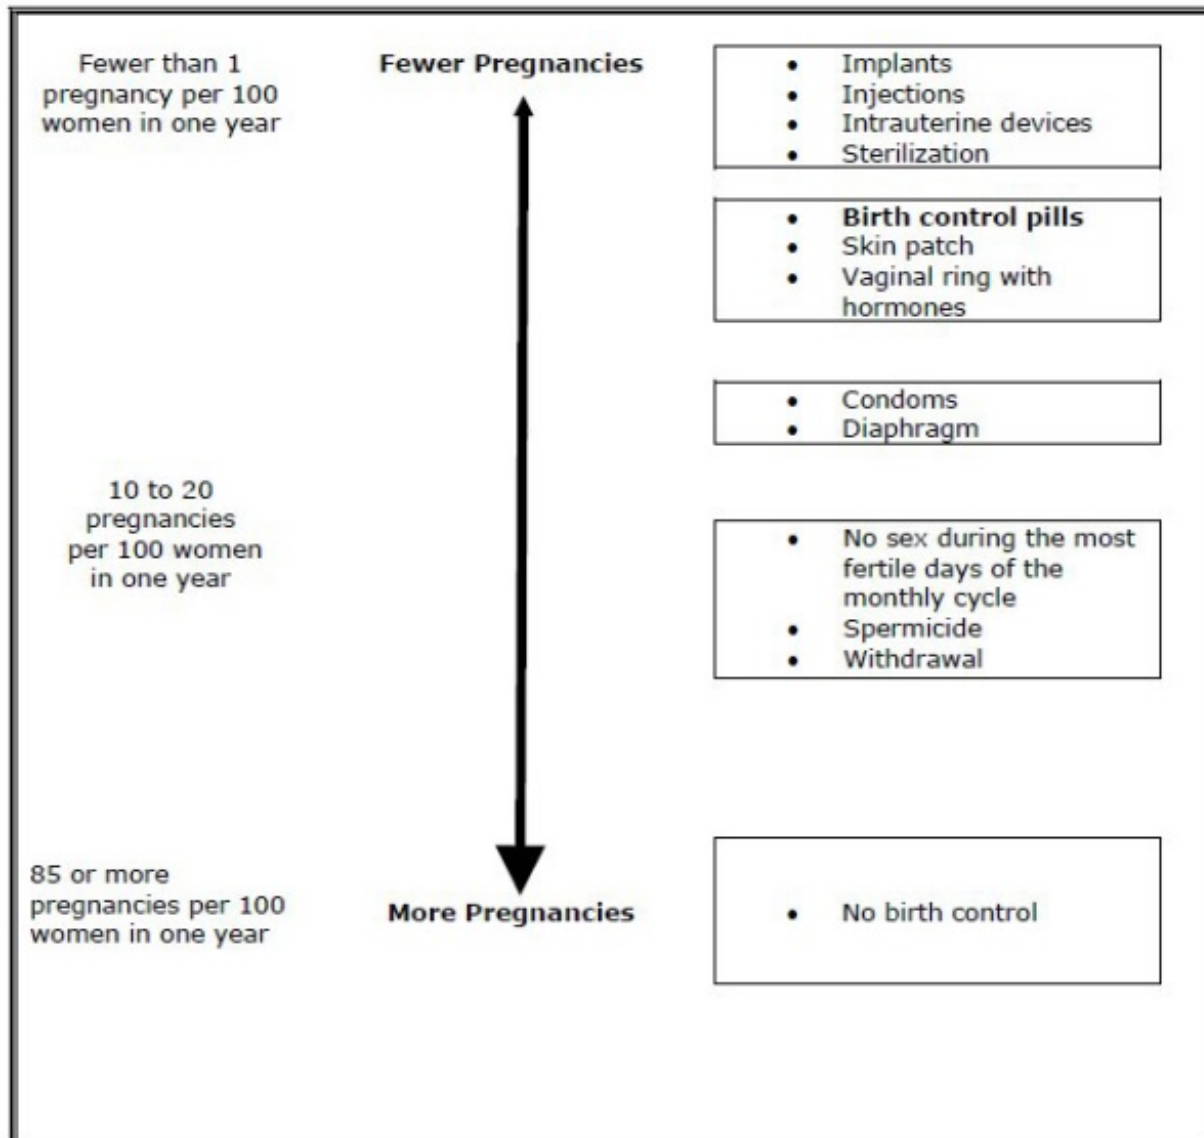 Fewer than 1
pregnancy per 100
women in one year
Fewer Pregnancies
• Implants
• Injections
• Intrauterine devices
• Sterilization
• Birth control pills
• Skin patch
• Vaginal ring with
hormones
• Condoms
• Diaphragm
10 to 20
pregnancies
per 100 women
in one year
• No sex during the most
fertile days of the
monthly cycle
• Spermicide
• Withdrawal
85 or more
pregnancies per 100
women in one year
More Pregnancies
• No birth control